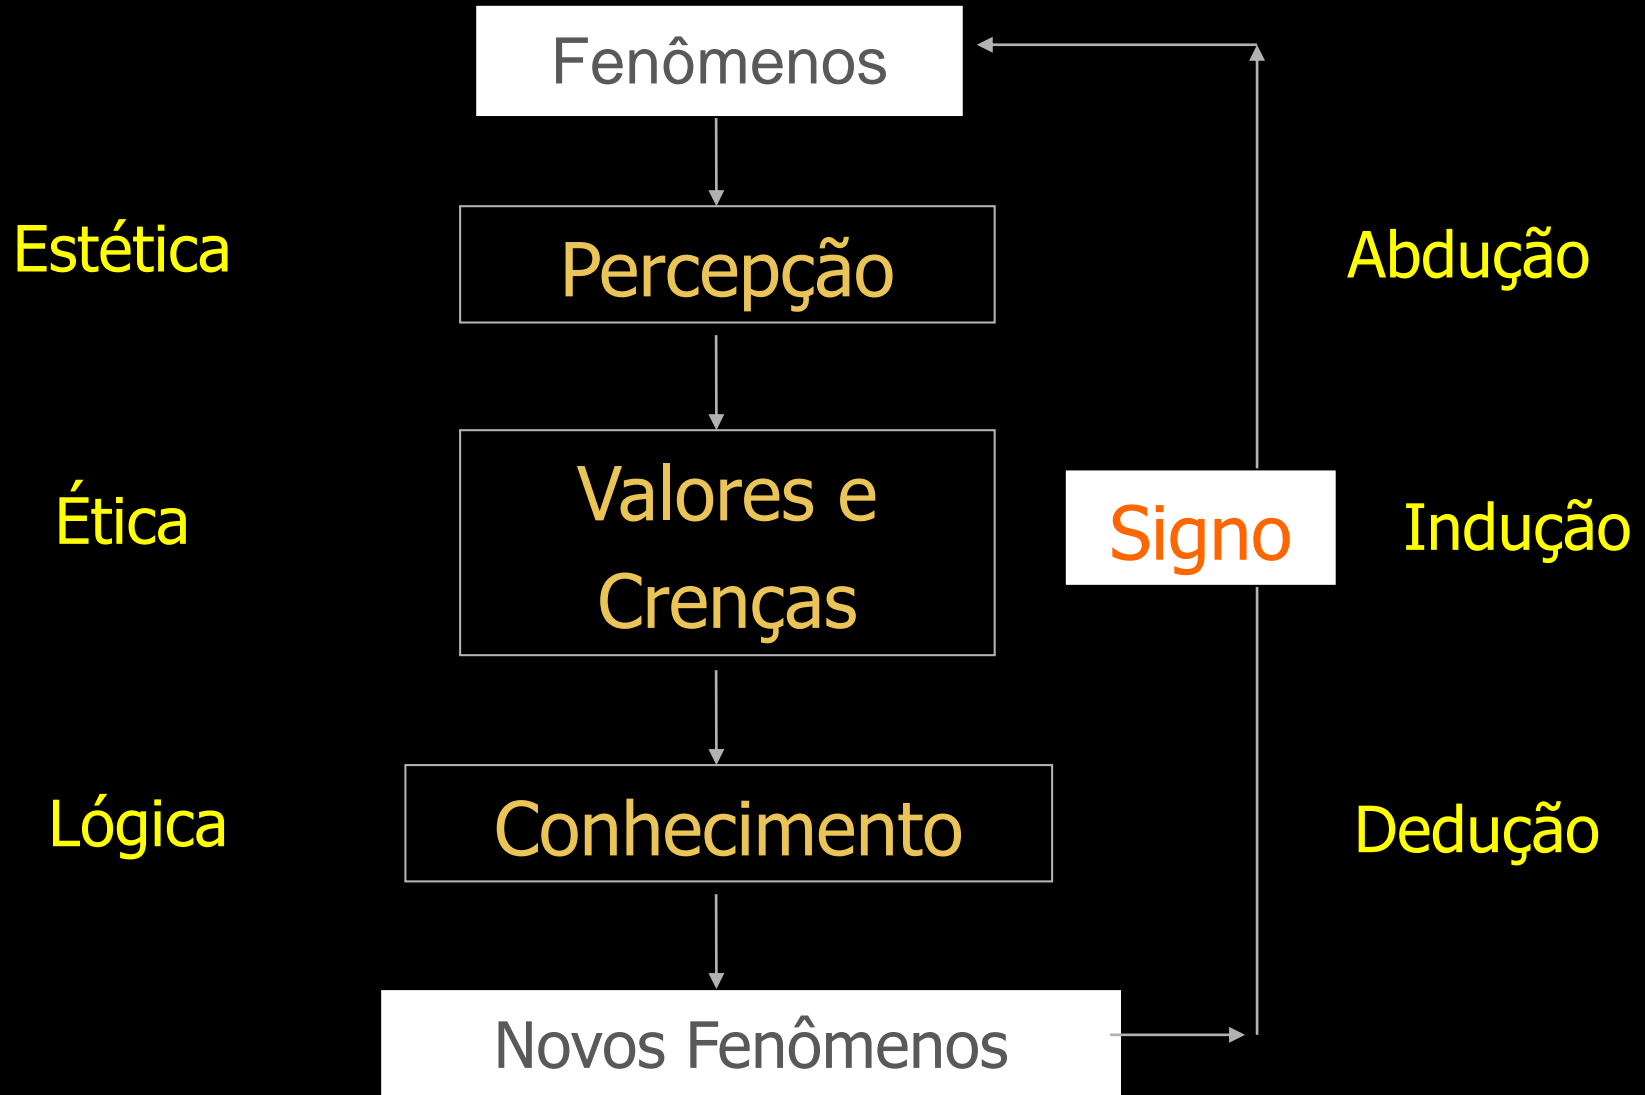 Fenômenos
Estética
Percepção
Abdução
Ética
Valores e
Crenças
Signo
Indução
Lógica
Conhecimento
Dedução
Novos Fenômenos